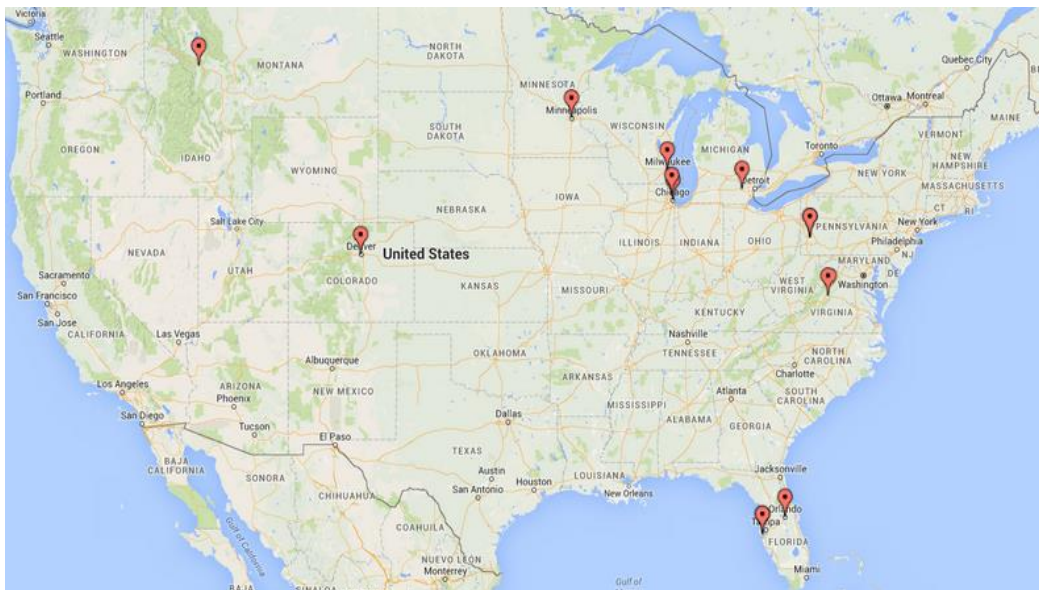 Victoria
Seattle
WASHINGTON
MONTANA
NORTH
DAKOTA
MINNESOTA
Quebec City
Portland
Minneapolis
Ottawa
Montreal
MAINE
OREGON
IDAHO
SOUTH
DAKOTA
WISCONSIN
MICHIGAN
Toronto
VERMONT
NEW
HAMPSHIRE
WYOMING
Milwaukee
Detroit
NEW YORK
MASSACHUSETTS
Chicago
IOWA
CT
RI
Salt Lake City
NEBRASKA
PENNSYLVANIA
New York
NEVADA
Denver
United States
ILLINOIS
INDIANA
OHIO
Philadelphia
NJ
Sacramento
UTAH
COLORADO
KANSAS
MISSOURI
WEST
VIRGINIA
MARYLAND
DE
Washington
San Francisco
San Jose
CALIFORNIA
Las Vegas
KENTUCKY
VIRGINIA
Nashville
Albuquerque
OKLAHOMA
TENNESSEE
NORTH
CAROLINA
Charlotte
Los Angeles
ARIZONA
Phoenix
NEW MEXICO
ARKANSAS
Atlanta
SOUTH
CAROLINA
San Diego
Tucson
El Paso
Dallas
MISSISSIPPI
ALABAMA
GEORGIA
BAJA
CALIFORNIA
SONORA
CHIHUAHUA
TEXAS
Austin
San Antonio
Houston
LOUISIANA
New Orleans
Jacksonville
Gulf of California
COAHUILA
Orlando
Tampa
FLORIDA
NUEVO LEON
Monterrey
Miami
Gulf of
BAJA